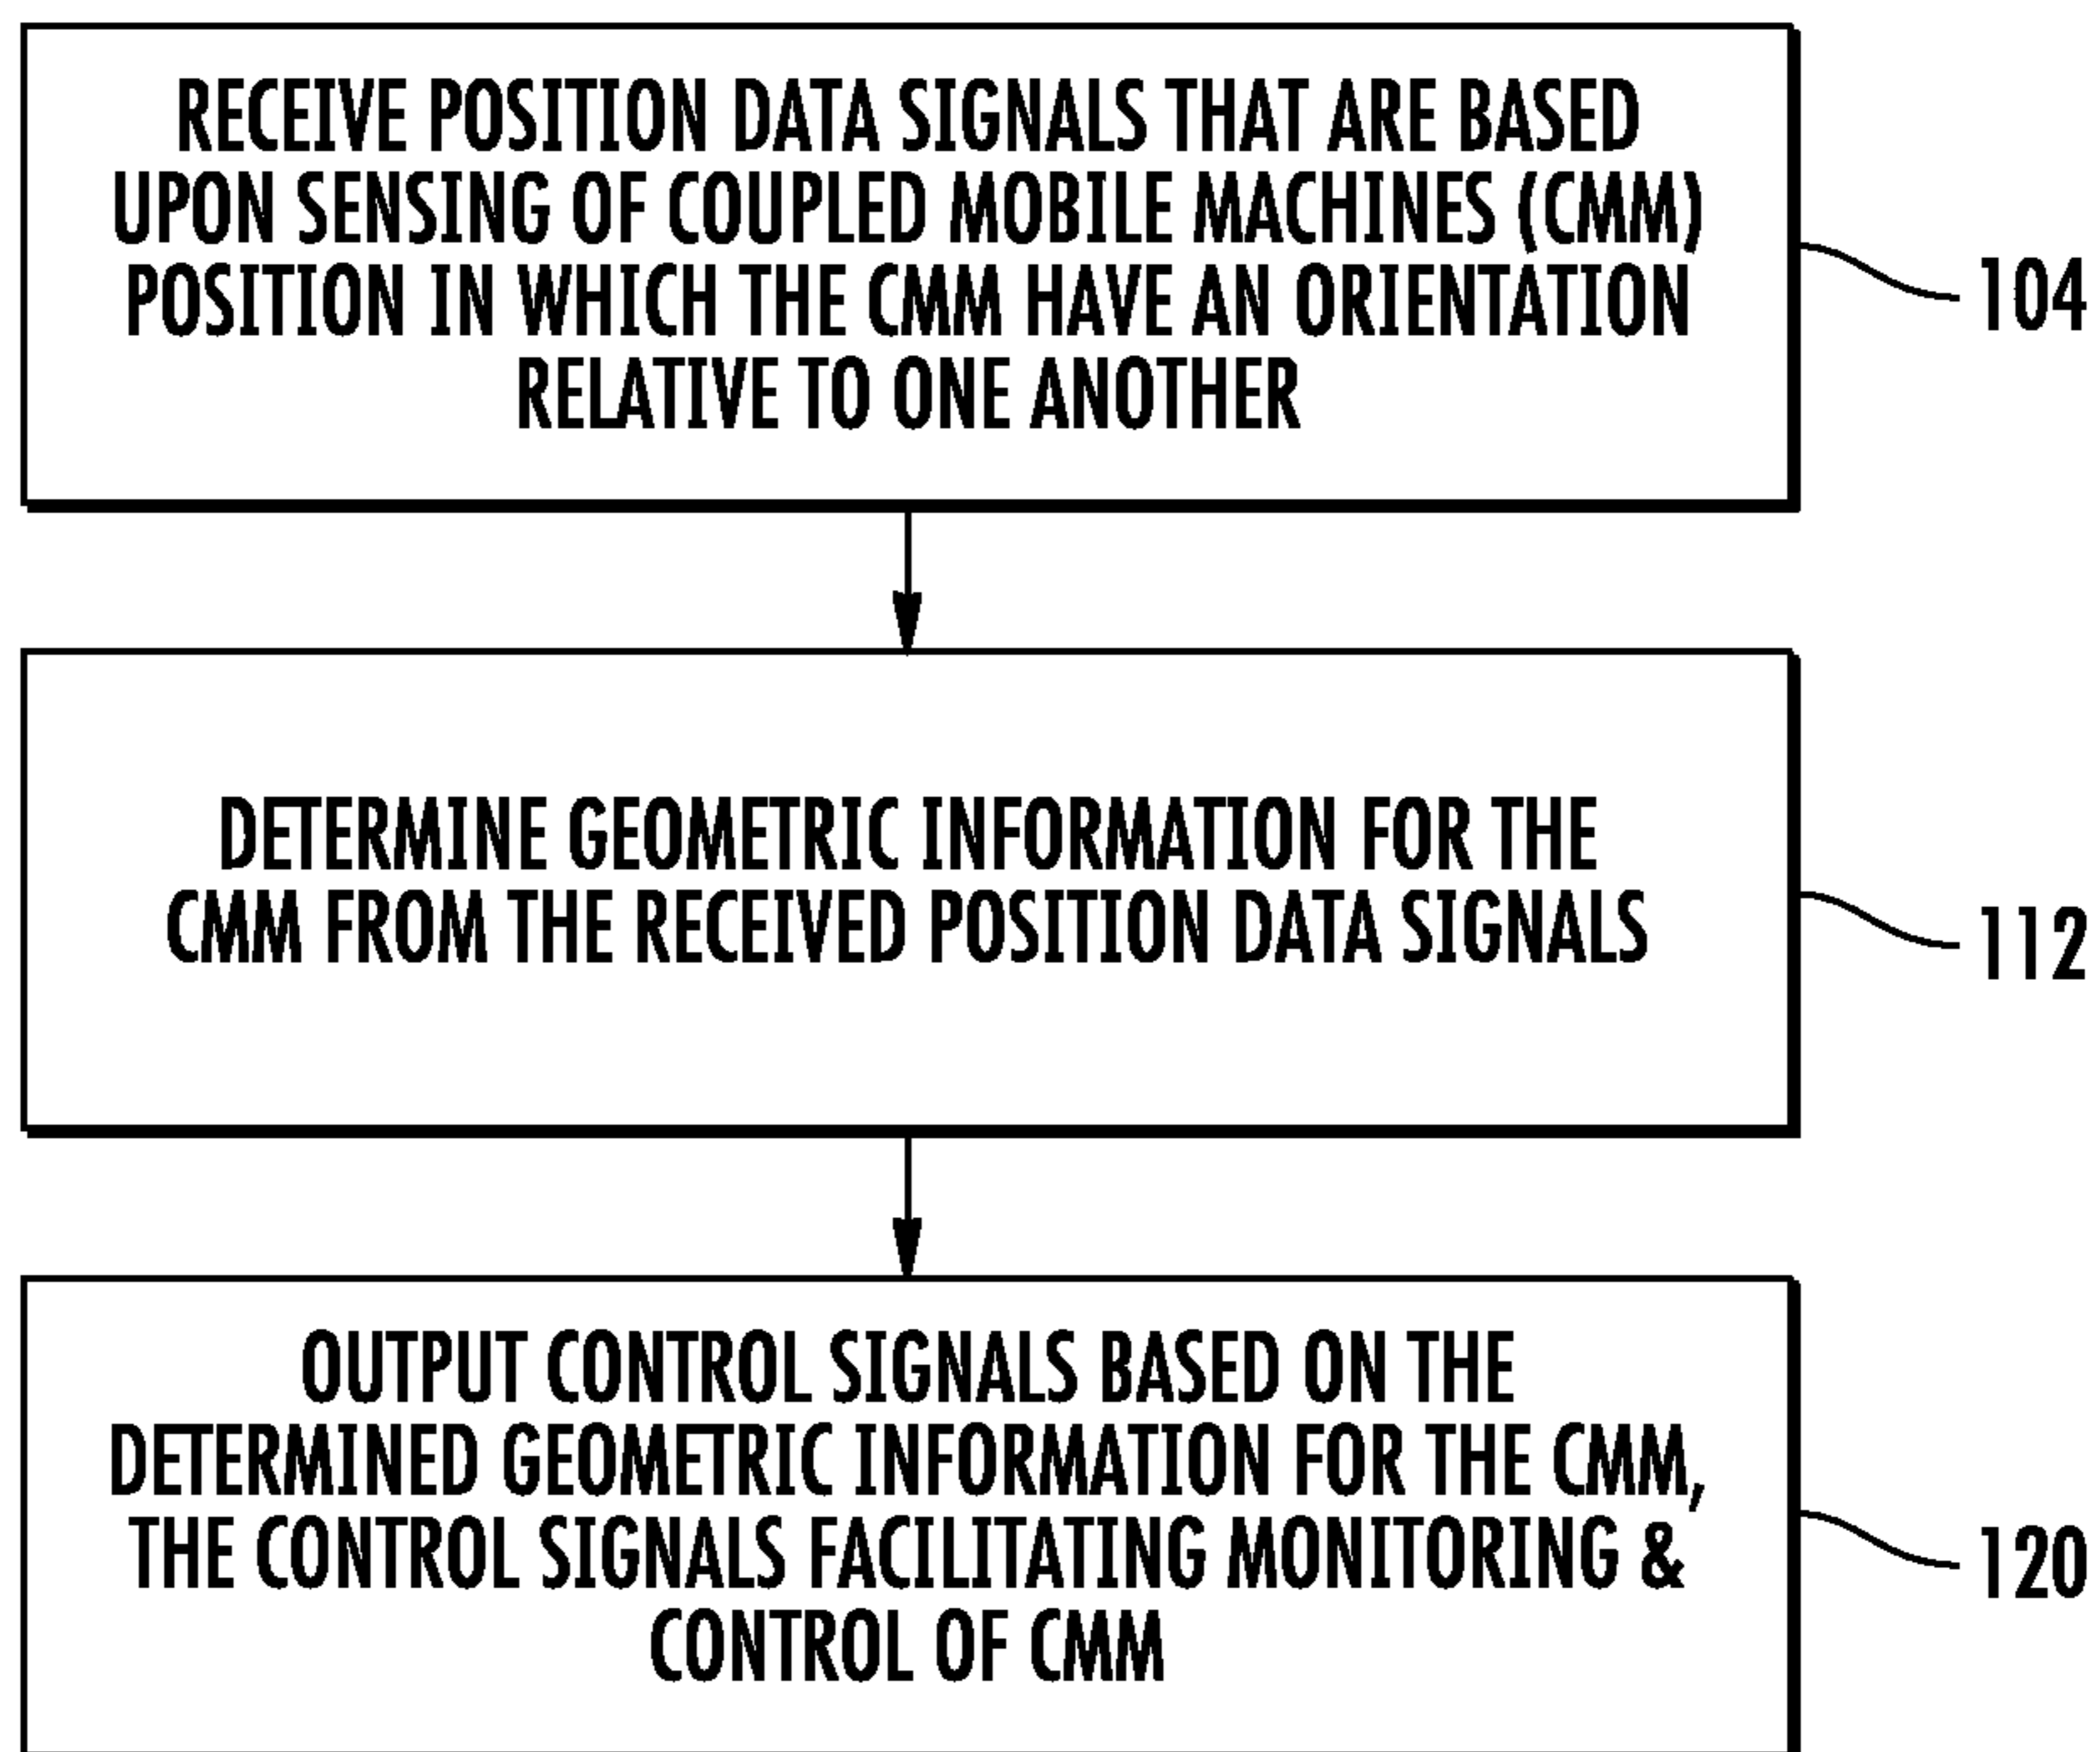 RECEIVE POSITION DATA SIGNALS THAT ARE BASED
UPON SENSING OF COUPLED MOBILE MACHINES (CMM)
POSITION IN WHICH THE CMM HAVE AN ORIENTATION
RELATIVE TO ONE ANOTHER
104
DETERMINE GEOMETRIC INFORMATION FOR THE
CMM FROM THE RECEIVED POSITION DATA SIGNALS
112
OUTPUT CONTROL SIGNALS BASED ON THE
DETERMINED GEOMETRIC INFORMATION FOR THE CMM,
THE CONTROL SIGNALS FACILITATING MONITORING &
CONTROL OF CMM
120